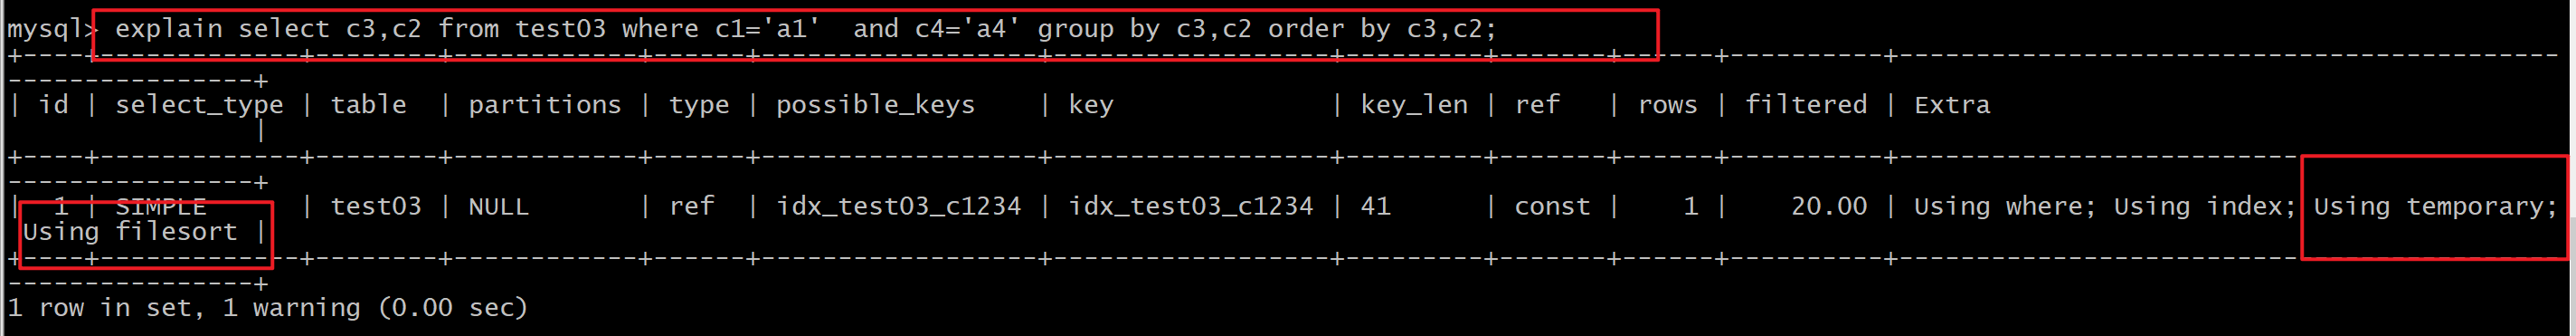 mysql> explain select c3,c2 from test03 where c1='a1'  and c4='a4' group by c3,c2 order by c3,c2;
+----+-------------+--------+------------+------+------------------+------------------+---------+-------+------+----------+-------------------------------------------
----------------+
| id | select_type | table  | partitions | type | possible_keys    | key              | key_len | ref   | rows | filtered | Extra
                |
+----+-------------+--------+------------+------+------------------+------------------+---------+-------+------+----------+-------------------------------------------
----------------+
|  1 | SIMPLE      | test03 | NULL       | ref  | idx_test03_c1234 | idx_test03_c1234 | 41      | const |    1 |    20.00 | Using where; Using index; Using temporary;
 Using filesort |
+----+-------------+--------+------------+------+------------------+------------------+---------+-------+------+----------+-------------------------------------------
----------------+
1 row in set, 1 warning (0.00 sec)